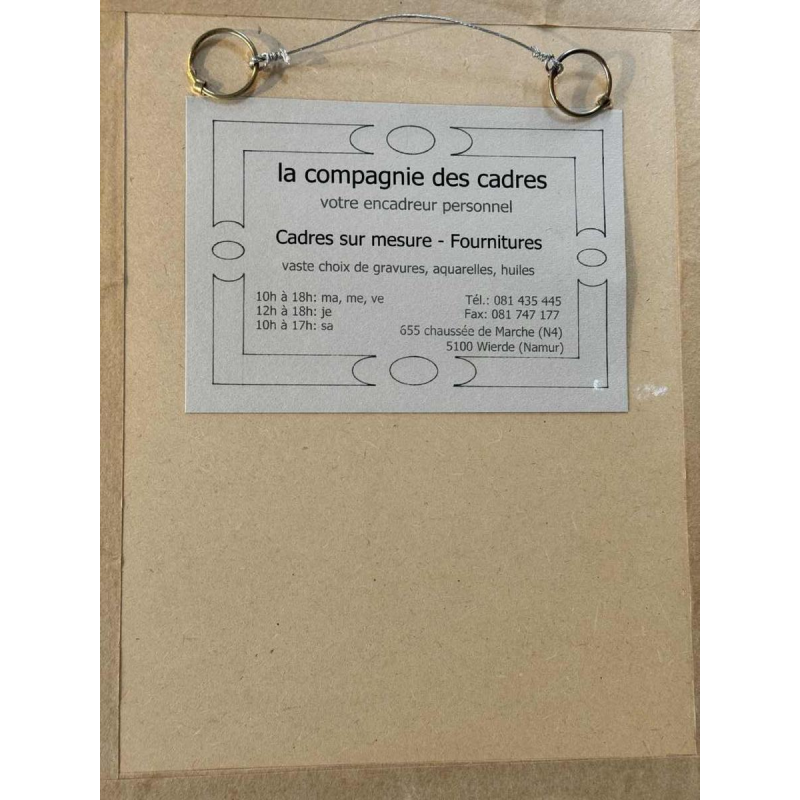 la compagnie des cadres
votre encadreur personnel
Cadres sur mesure - Fournitures
vaste choix de gravures, aquarelles, huiles
10h à 18h: ma, me, ve
12h à 18h: je
10h à 17h: sa
Tél.: 081 435 445
Fax: 081 747 177
655 chaussée de Marche (N4)
5100 Wierde (Namur)